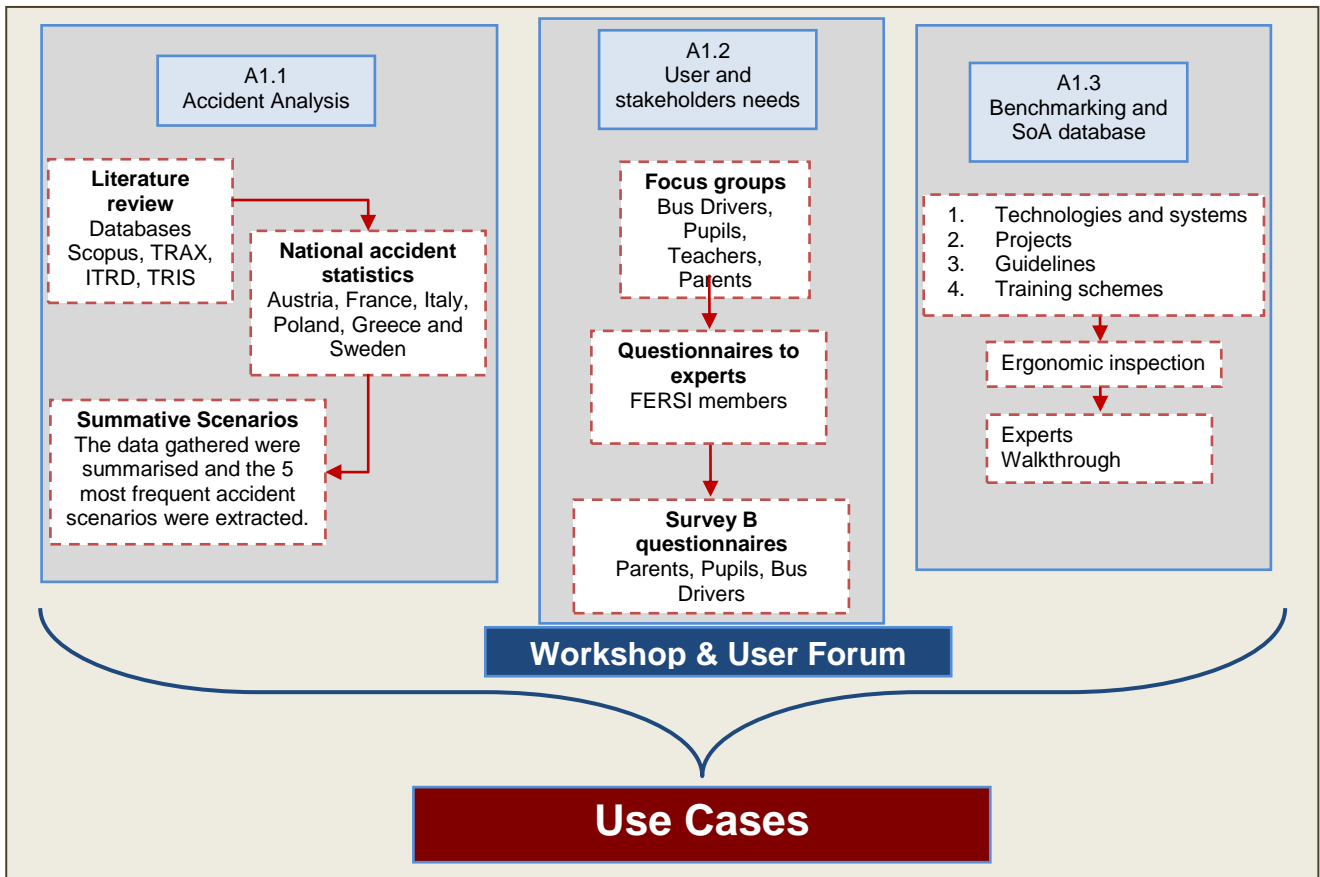 A1.1
Accident Analysis
Literature
review
Databases
Scopus, TRAX,
ITRD, TRIS
National accident
statistics
Austria, France, Italy,
Poland, Greece and
Sweden
Summative Scenarios
The data gathered were
summarised and the 5
most frequent accident
scenarios were extracted.
A1.2
User and
stakeholders needs
Focus groups
Bus Drivers,
Pupils,
Teachers,
Parents
Questionnaires to
experts
FERSI members
Survey B
questionnaires
Parents, Pupils, Bus
Drivers
A1.3
Benchmarking and
SoA database
1. Technologies and systems
2. Projects
3. Guidelines
4. Training schemes
Ergonomic inspection
Experts
Walkthrough
Workshop & User Forum
Use Cases